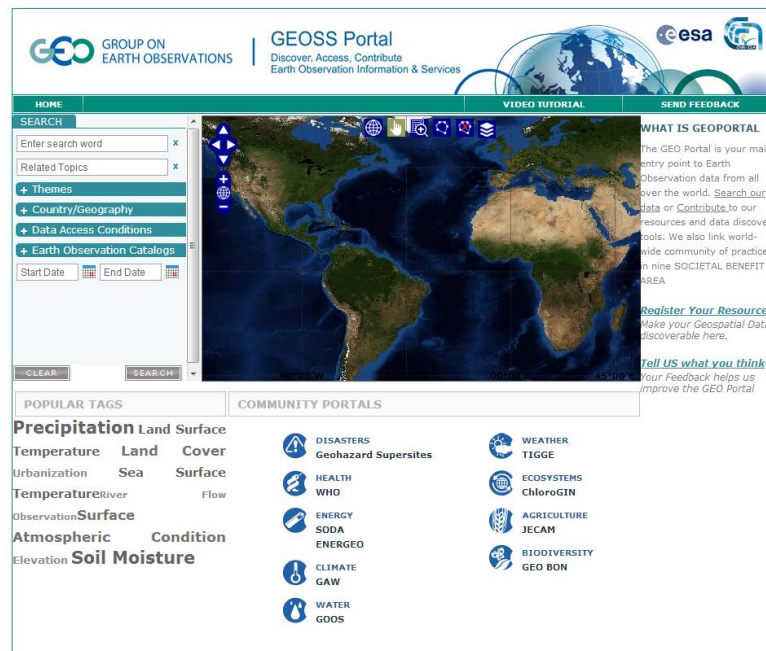 GEO
GROUP ON
EARTH OBSERVATIONS
GEOSS Portal
Discover, Access, Contribute
Earth Observation Information & Services
esa
HOME
VIDEO TUTORIAL
SEND FEEDBACK
SEARCH
Enter search word x
Related Topics x
+ Themes
+ Country/Geography
+ Data Access Conditions
+ Earth Observation Catalogs
Start Date End Date
CLEAR SEARCH
45°00'E
WHAT IS GEOPORTAL
The GEO Portal is your mai
entry point to Earth
Observation data from all
over the world. Search our
data or Contribute to our
resources and data discove
tools. We also link world-
wide community of practice
in nine SOCIETAL BENEFIT
AREA
Register Your Resource
Make your Geospatial Dat
discoverable here.
Tell US what you think
Your Feedback helps us
improve the GEO Portal
POPULAR TAGS
Precipitation Land Surface
Temperature Land Cover
Urbanization Sea Surface
Temperature River Flow
Observation Surface
Atmospheric Condition
Elevation Soil Moisture
COMMUNITY PORTALS
DISASTERS
Geohazard Supersites
HEALTH
WHO
ENERGY
SODA
ENERGEO
CLIMATE
GAW
WATER
GOOS
WEATHER
TIGGE
ECOSYSTEMS
ChloroGIN
AGRICULTURE
JECAM
BIODIVERSITY
GEO BON